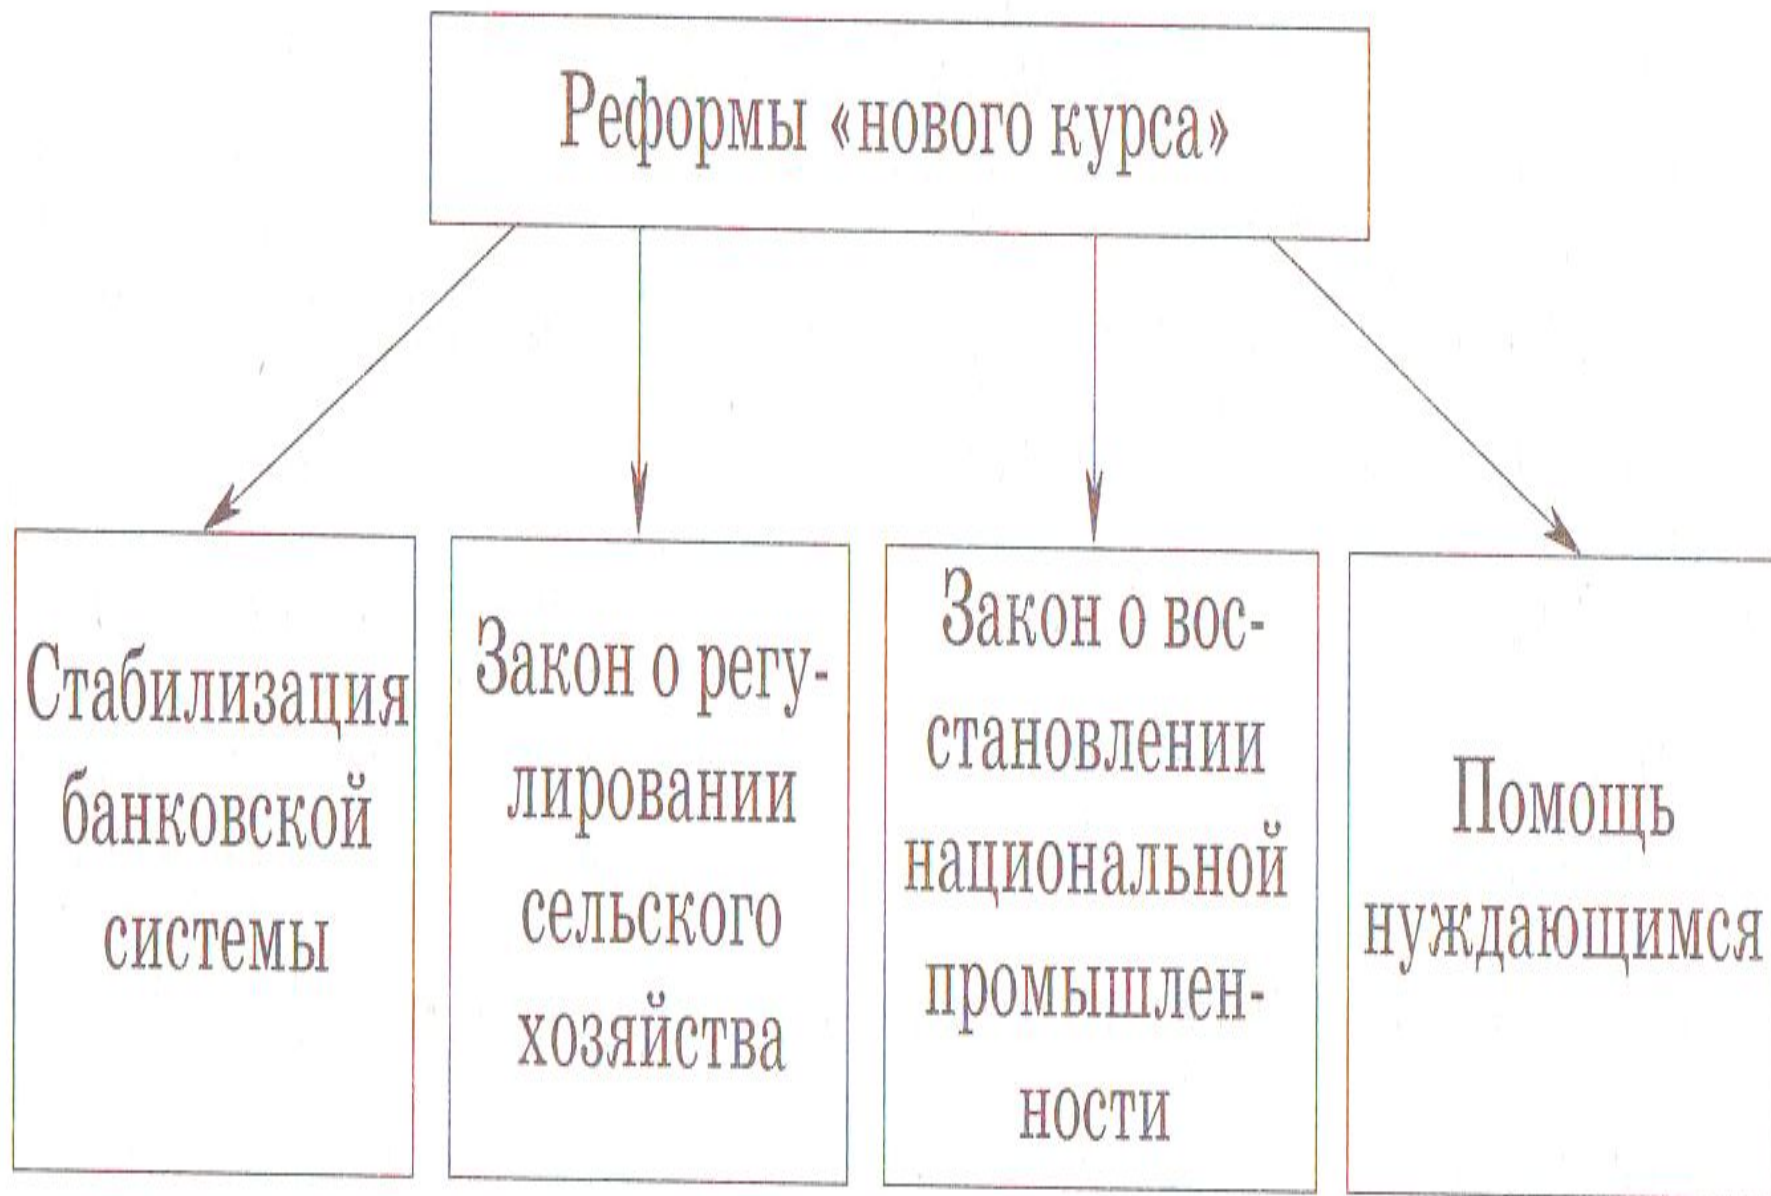 Реформы «нового курса»
Стабилизация
банковской
системы
Закон о регу-
лировании
сельского
хозяйства
Закон о вос-
становлении
национальной
промышлен-
ности
Помощь
нуждающимся